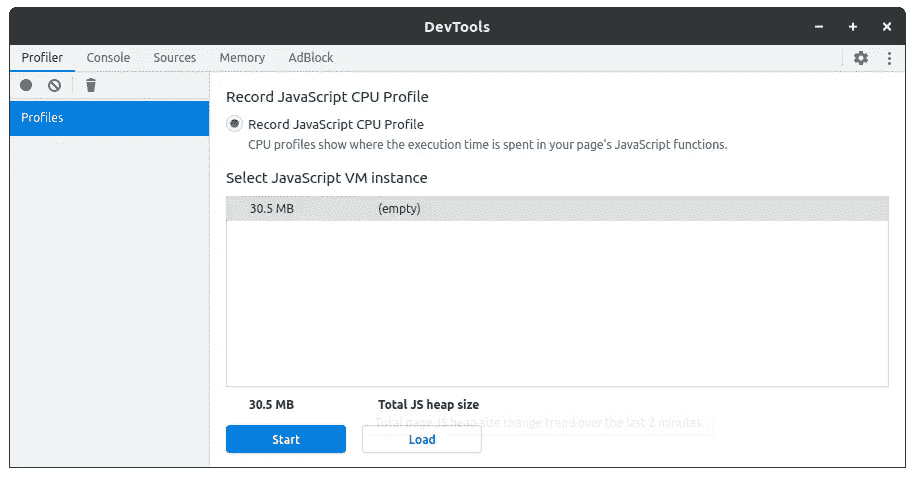 DevTools
Profiler Console Sources Memory AdBlock
Profiles
Record JavaScript CPU Profile
Record JavaScript CPU Profile
CPU profiles show where the execution time is spent in your page's JavaScript functions.
Select JavaScript VM instance
30.5 MB (empty)
30.5 MB Total JS heap size
Total page JS heap size change trend over the last 2 minutes.
Start Load